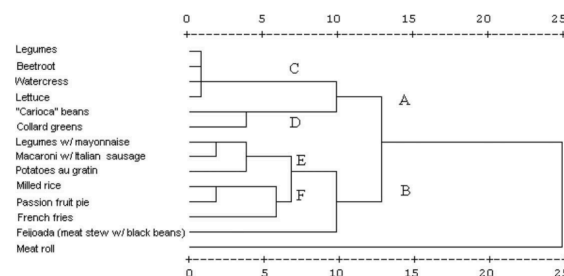 0 5 10 15 20 25
Legumes
Beetroot
C
Watercress
Lettuce
A
"Carioca" beans
D
Collard greens
Legumes w/ mayonnaise
Macaroni w/ Italian sausage
E
Potatoes au gratin
Milled rice
F
B
Passion fruit pie
French fries
Feijoada (meat stew w/ black beans)
Meat roll
0 5 10 15 20 25